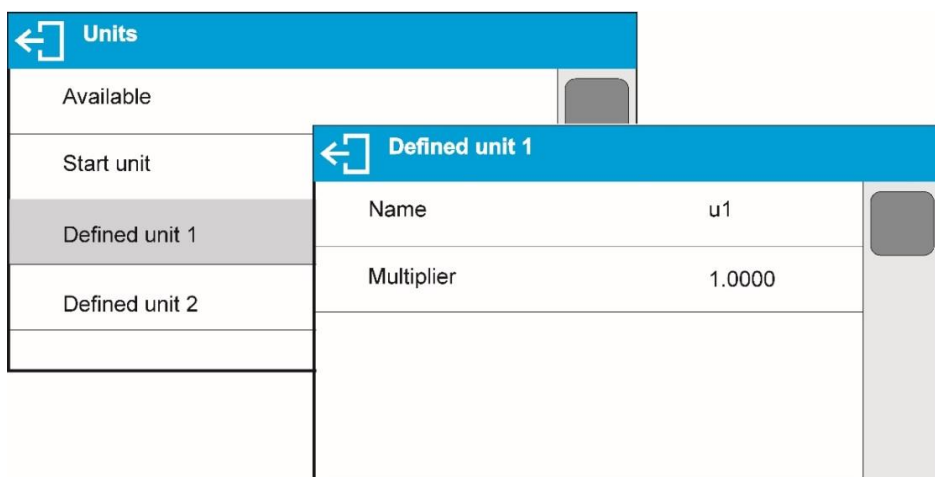 Units
Available
Start unit
Defined unit 1
Defined unit 2
Defined unit 1
Name u1
Multiplier 1.0000